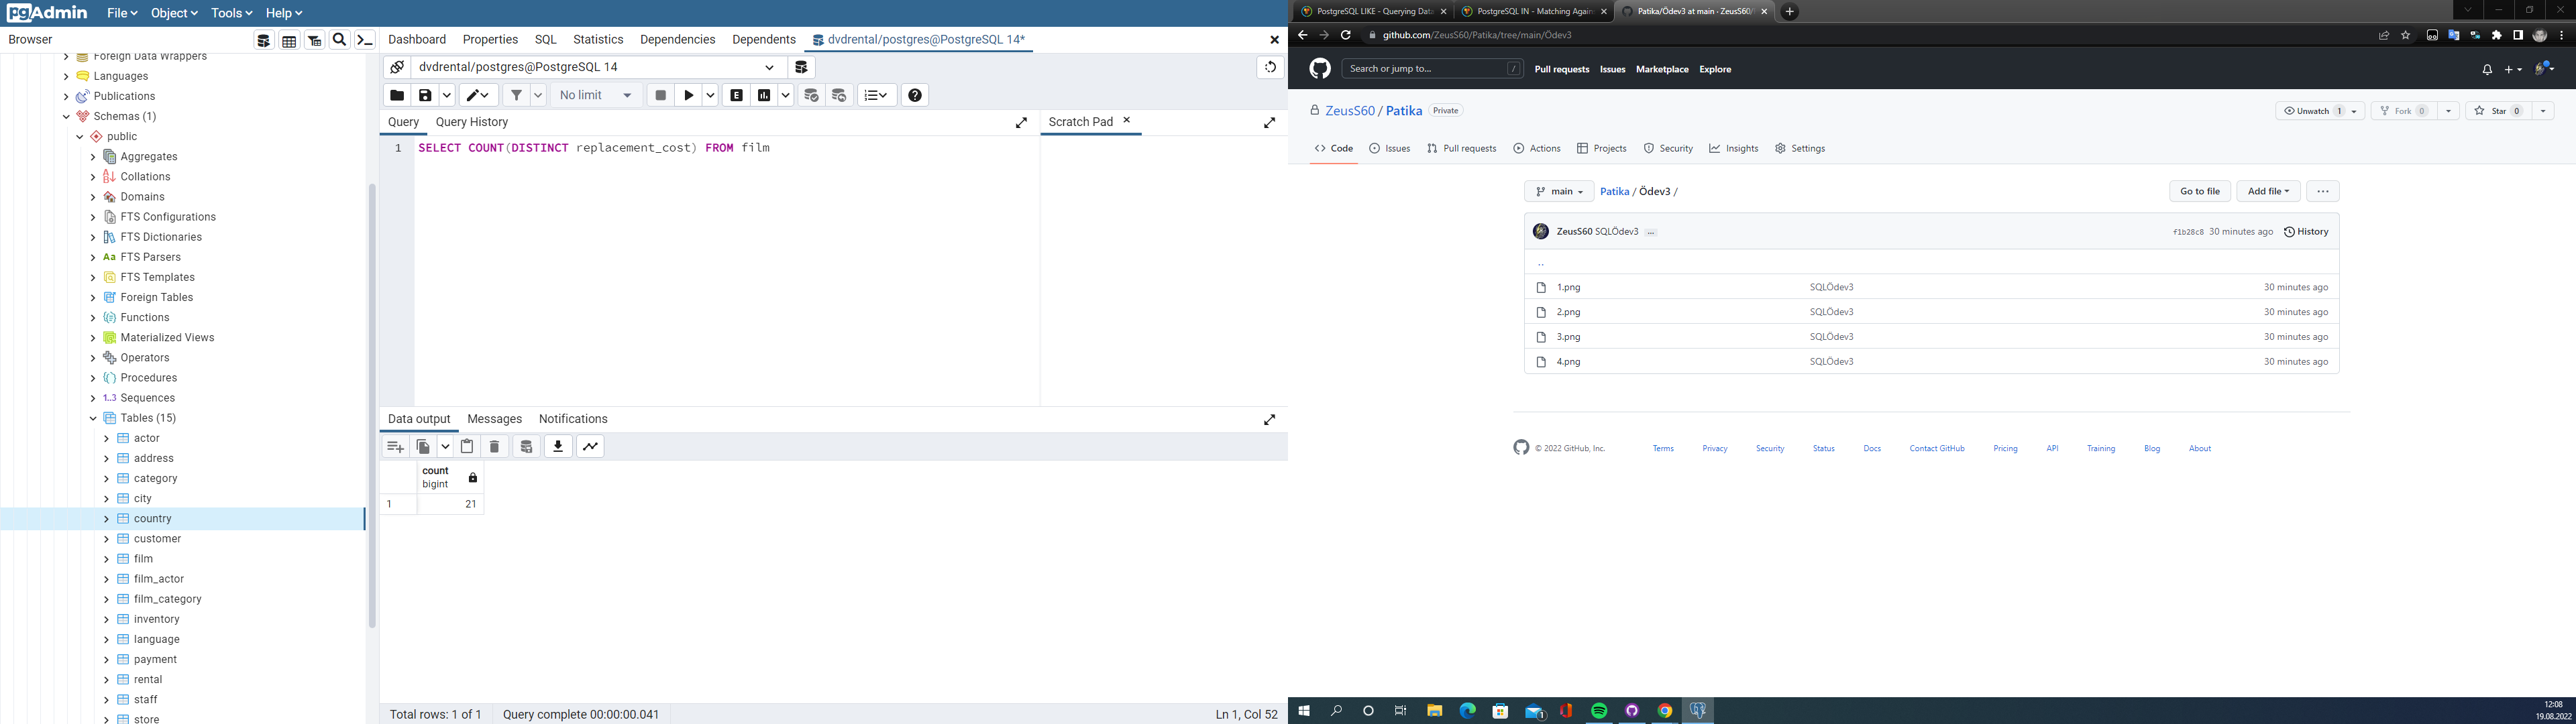 pgAdmin File Object Tools Help
Browser
Foreign Data Wrappers
Languages
Publications
Schemas (1)
public
Aggregates
Collations
Domains
FTS Configurations
FTS Dictionaries
Aa FTS Parsers
FTS Templates
Foreign Tables
Functions
Materialized Views
Operators
Procedures
1..3 Sequences
Tables (15)
actor
address
category
city
country
customer
film
film_actor
film_category
inventory
language
payment
rental
staff
store
Dashboard Properties SQL Statistics Dependencies Dependents dvdrental/postgres@PostgreSQL 14*
dvdrental/postgres@PostgreSQL 14
No limit
Query Query History
Scratch Pad
1 SELECT COUNT(DISTINCT replacement_cost) FROM film
Data output Messages Notifications
count
bigint
1 21
Total rows: 1 of 1 Query complete 00:00:00.041 Ln 1, Col 52
PostgreSQL LIKE - Querying Dat PostgreSQL IN - Matching Again Patika/Ödev3 at main · ZeusS60/
github.com/ZeusS60/Patika/tree/main/Ödev3
Search or jump to... / Pull requests Issues Marketplace Explore
ZeusS60 / Patika Private
Unwatch 1 Fork 0 Star 0
Code Issues Pull requests Actions Projects Security Insights Settings
main Patika / Ödev3 / Go to file Add file ...
ZeusS60 SQLÖdev3 ... f1b28c8 30 minutes ago History
..
1.png SQLÖdev3 30 minutes ago
2.png SQLÖdev3 30 minutes ago
3.png SQLÖdev3 30 minutes ago
4.png SQLÖdev3 30 minutes ago
© 2022 GitHub, Inc. Terms Privacy Security Status Docs Contact GitHub Pricing API Training Blog About
1
12:08
19.08.2022